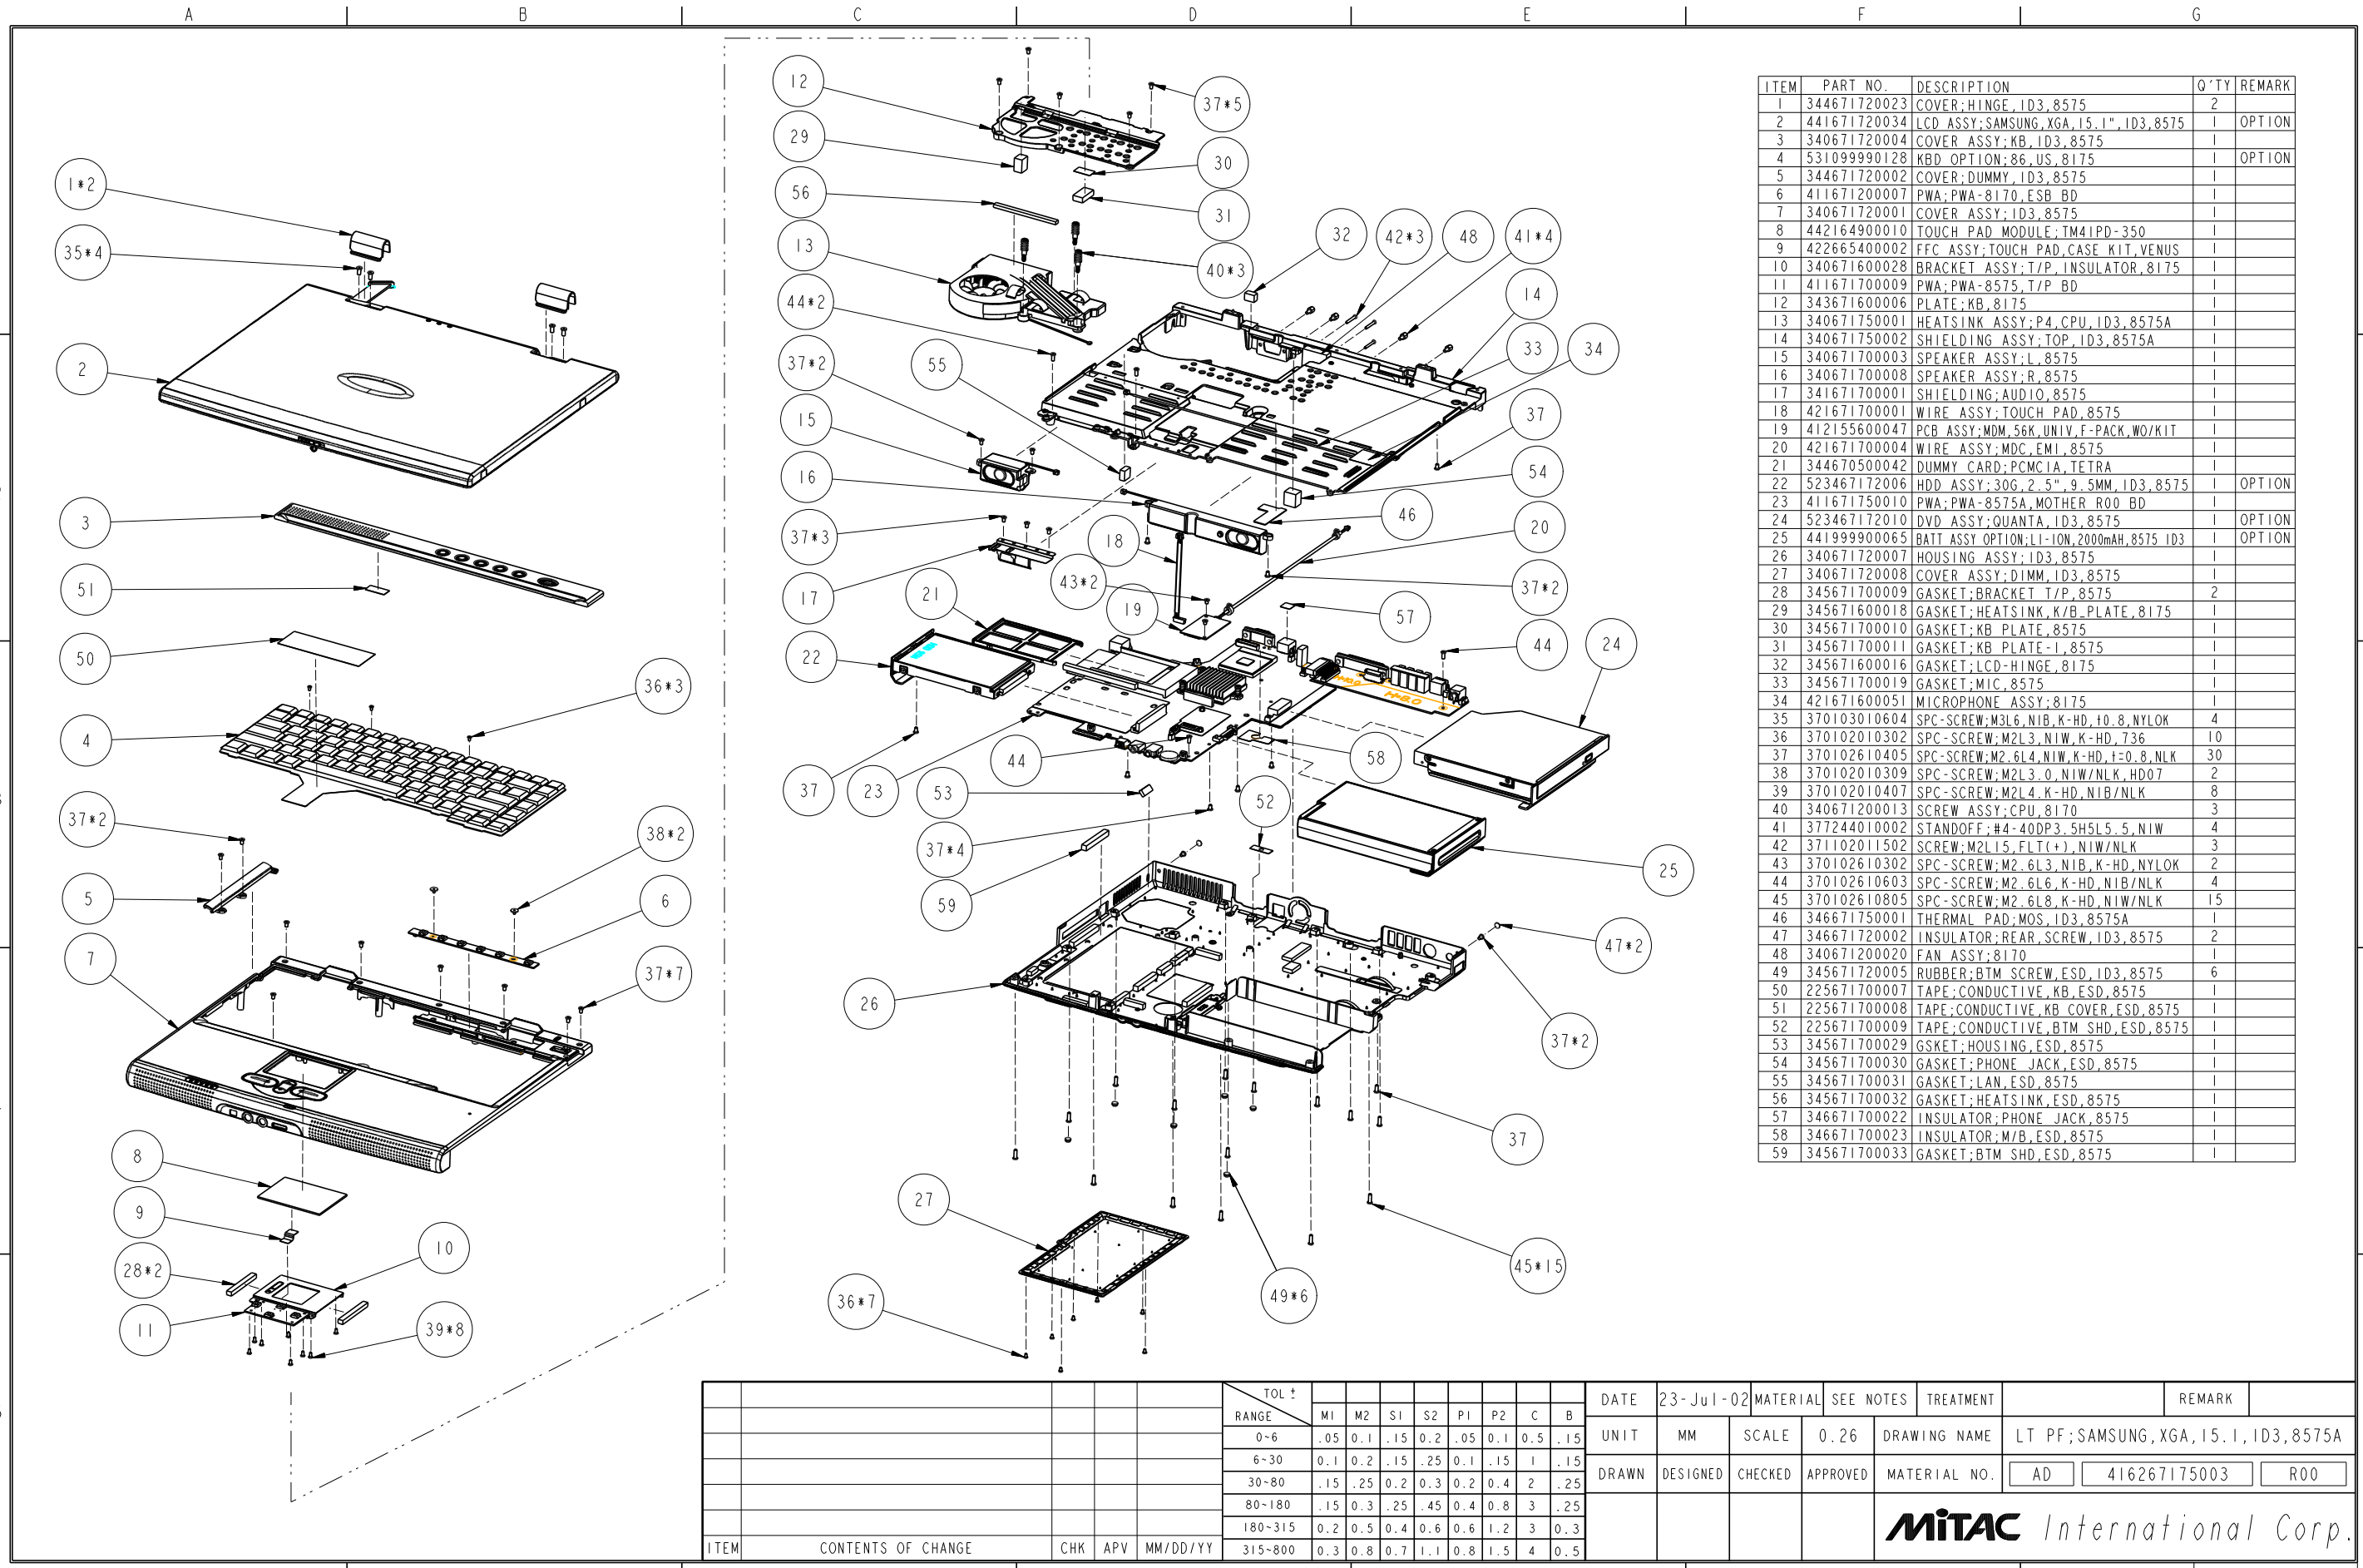 A B C D E F G
ITEM PART NO. DESCRIPTION Q'TY REMARK
1 344671720023 COVER;HINGE,ID3,8575 2
2 441671720034 LCD ASSY;SAMSUNG,XGA,15.1",ID3,8575 1 OPTION
3 340671720004 COVER ASSY;KB,ID3,8575 1
4 531099990128 KBD OPTION;86,US,8175 1 OPTION
5 344671720002 COVER;DUMMY,ID3,8575 1
6 411671200007 PWA;PWA-8170,ESB BD 1
7 340671720001 COVER ASSY;ID3,8575 1
8 442164900010 TOUCH PAD MODULE;TM41PD-350 1
9 422665400002 FFC ASSY;TOUCH PAD,CASE KIT,VENUS 1
10 340671600028 BRACKET ASSY;T/P,INSULATOR,8175 1
11 411671700009 PWA;PWA-8575,T/P BD 1
12 343671600006 PLATE;KB,8175 1
13 340671750001 HEATSINK ASSY;P4,CPU,ID3,8575A 1
14 340671750002 SHIELDING ASSY;TOP,ID3,8575A 1
15 340671700003 SPEAKER ASSY;L,8575 1
16 340671700008 SPEAKER ASSY;R,8575 1
17 341671700001 SHIELDING;AUDIO,8575 1
18 421671700001 WIRE ASSY;TOUCH PAD,8575 1
19 412155600047 PCB ASSY;MDM,56K,UNIV,F-PACK,WO/KIT 1
20 421671700004 WIRE ASSY;MDC,EMI,8575 1
21 344670500042 DUMMY CARD;PCMCIA,TETRA 1
22 523467172006 HDD ASSY;30G,2.5",9.5MM,ID3,8575 1 OPTION
23 411671750010 PWA;PWA-8575A,MOTHER R00 BD 1
24 523467172010 DVD ASSY;QUANTA,ID3,8575 1 OPTION
25 441999900065 BATT ASSY OPTION;LI-ION,2000mAH,8575 ID3 1 OPTION
26 340671720007 HOUSING ASSY;ID3,8575 1
27 340671720008 COVER ASSY;DIMM,ID3,8575 1
28 345671700009 GASKET;BRACKET T/P,8575 2
29 345671600018 GASKET;HEATSINK,K/B_PLATE,8175 1
30 345671700010 GASKET;KB PLATE,8575 1
31 345671700011 GASKET;KB PLATE-1,8575 1
32 345671600016 GASKET;LCD-HINGE,8175 1
33 345671700019 GASKET;MIC,8575 1
34 421671600051 MICROPHONE ASSY;8175 1
35 370103010604 SPC-SCREW;M3L6,NIB,K-HD,t0.8,NYLOK 4
36 370102010302 SPC-SCREW;M2L3,NIW,K-HD,736 10
37 370102610405 SPC-SCREW;M2.6L4,NIW,K-HD,t=0.8,NLK 30
38 370102010309 SPC-SCREW;M2L3.0,NIW/NLK,HD07 2
39 370102010407 SPC-SCREW;M2L4.K-HD,NIB/NLK 8
40 340671200013 SCREW ASSY;CPU,8170 3
41 377244010002 STANDOFF;#4-40DP3.5H5L5.5,NIW 4
42 371102011502 SCREW;M2L15,FLT(+),NIW/NLK 3
43 370102610302 SPC-SCREW;M2.6L3,NIB,K-HD,NYLOK 2
44 370102610603 SPC-SCREW;M2.6L6,K-HD,NIB/NLK 4
45 370102610805 SPC-SCREW;M2.6L8,K-HD,NIW/NLK 15
46 346671750001 THERMAL PAD;MOS,ID3,8575A 1
47 346671720002 INSULATOR;REAR,SCREW,ID3,8575 2
48 340671200020 FAN ASSY;8170 1
49 345671720005 RUBBER;BTM SCREW,ESD,ID3,8575 6
50 225671700007 TAPE;CONDUCTIVE,KB,ESD,8575 1
51 225671700008 TAPE;CONDUCTIVE,KB COVER,ESD,8575 1
52 225671700009 TAPE;CONDUCTIVE,BTM SHD,ESD,8575 1
53 345671700029 GSKET;HOUSING,ESD,8575 1
54 345671700030 GASKET;PHONE JACK,ESD,8575 1
55 345671700031 GASKET;LAN,ESD,8575 1
56 345671700032 GASKET;HEATSINK,ESD,8575 1
57 346671700022 INSULATOR;PHONE JACK,8575 1
58 346671700023 INSULATOR;M/B,ESD,8575 1
59 345671700033 GASKET;BTM SHD,ESD,8575 1
1*2
35*4
2
3
51
50
36*3
4
37*2
38*2
5
6
7
37*7
8
9
10
28*2
11
39*8
12
37*5
29
30
56
31
13
32
42*3
48
41*4
40*3
44*2
14
33
34
37*2
55
15
37
16
54
46
20
37*3
18
43*2
17
21
19
37*2
57
22
44
24
37
23
44
53
58
52
37*4
25
59
47*2
26
37*2
37
27
45*15
49*6
36*7
ITEM CONTENTS OF CHANGE CHK APV MM/DD/YY
TOL ±
RANGE M1 M2 S1 S2 P1 P2 C B
0~6 .05 0.1 .15 0.2 .05 0.1 0.5 .15
6~30 0.1 0.2 .15 .25 0.1 .15 1 .15
30~80 .15 .25 0.2 0.3 0.2 0.4 2 .25
80~180 .15 0.3 .25 .45 0.4 0.8 3 .25
180~315 0.2 0.5 0.4 0.6 0.6 1.2 3 0.3
315~800 0.3 0.8 0.7 1.1 0.8 1.5 4 0.5
DATE 23-Jul-02 MATERIAL SEE NOTES TREATMENT REMARK
UNIT MM SCALE 0.26 DRAWING NAME LT PF;SAMSUNG,XGA,15.1,ID3,8575A
DRAWN DESIGNED CHECKED APPROVED MATERIAL NO. AD 416267175003 R00
MiTAC International Corp.